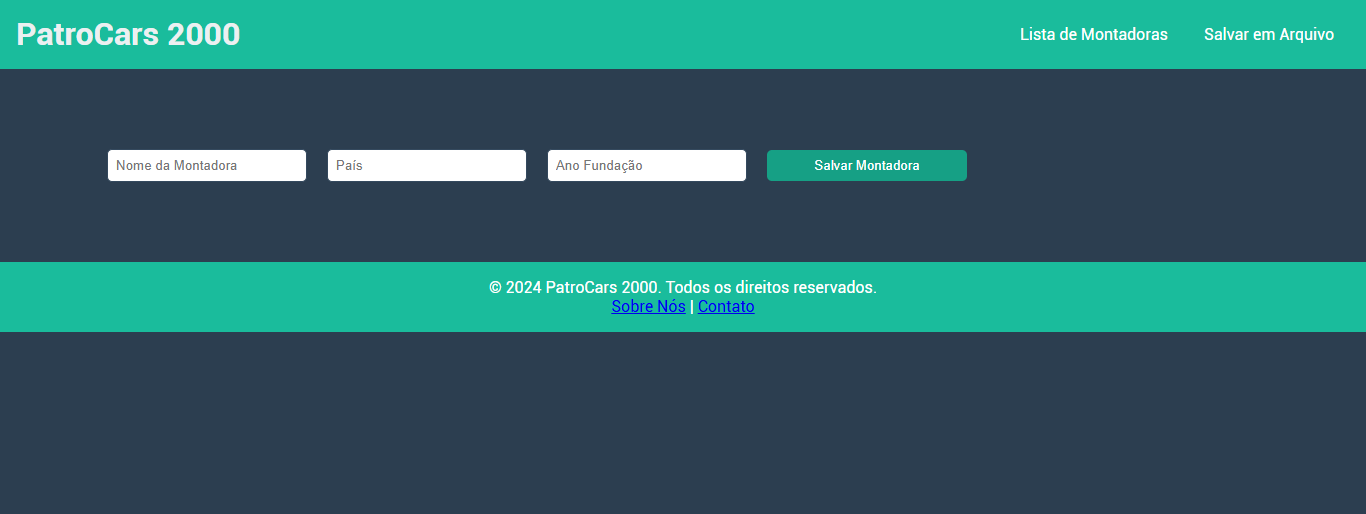 PatroCars 2000
Lista de Montadoras
Salvar em Arquivo
Nome da Montadora
País
Ano Fundação
Salvar Montadora
© 2024 PatroCars 2000. Todos os direitos reservados.
Sobre Nós | Contato